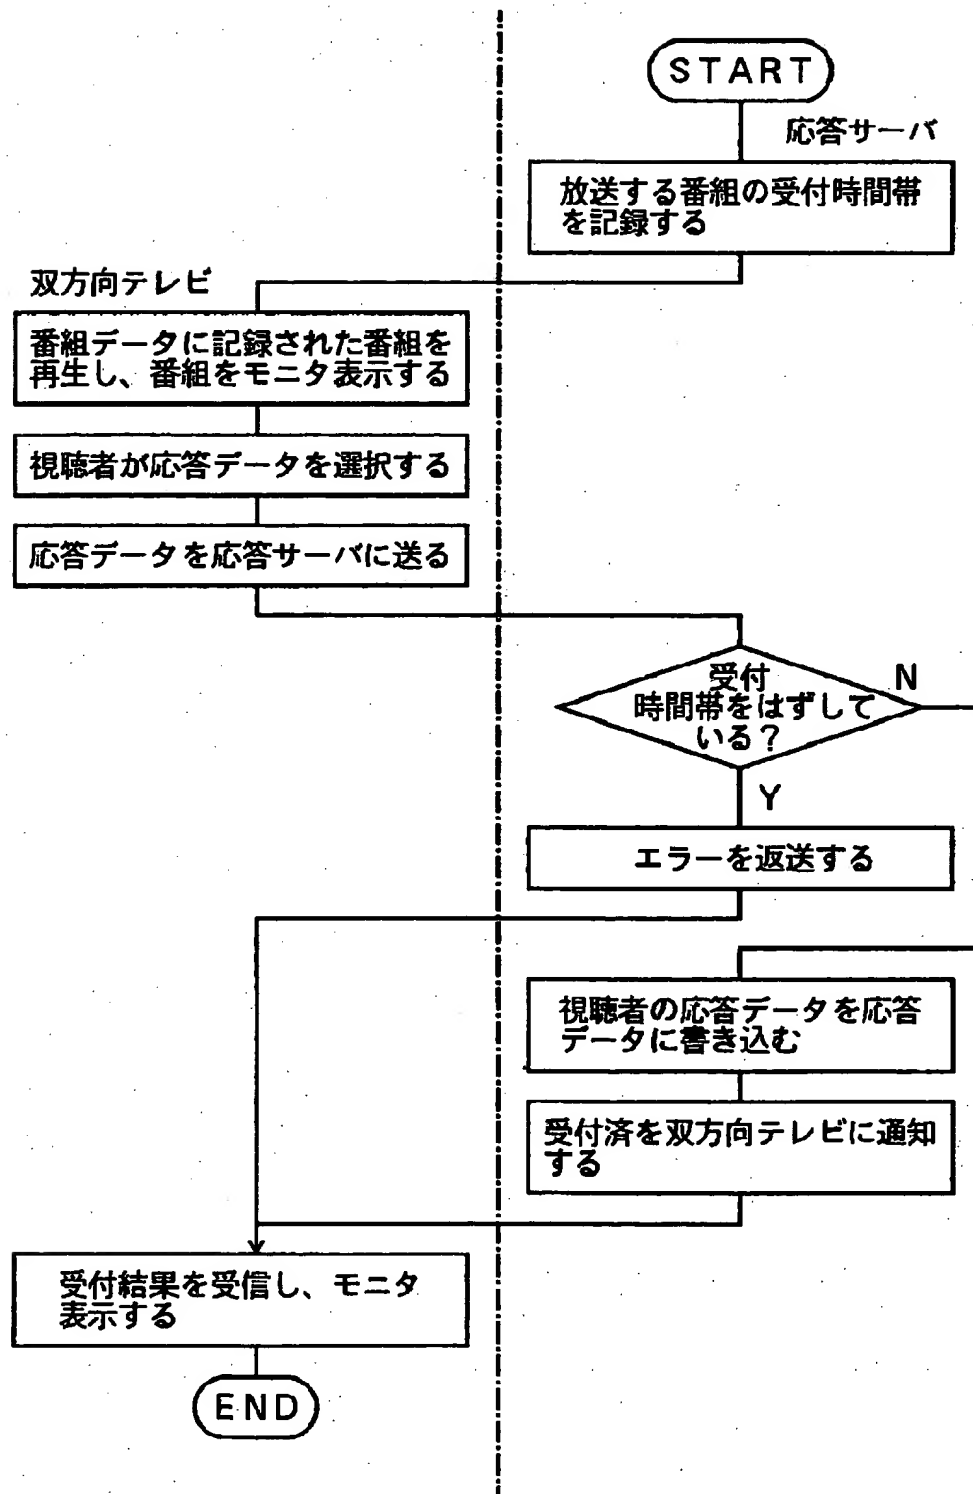 START
応答サーバ
放送する番組の受付時間帯
を記録する
双方向テレビ
番組データに記録された番組を
再生し、番組をモニタ表示する
視聴者が応答データを選択する
応答データを応答サーバに送る
受付
時間帯をはずして
いる?
N
Y
エラーを返送する
視聴者の応答データを応答
データに書き込む
受付済を双方向テレビに通知
する
受付結果を受信し、モニタ
表示する
END